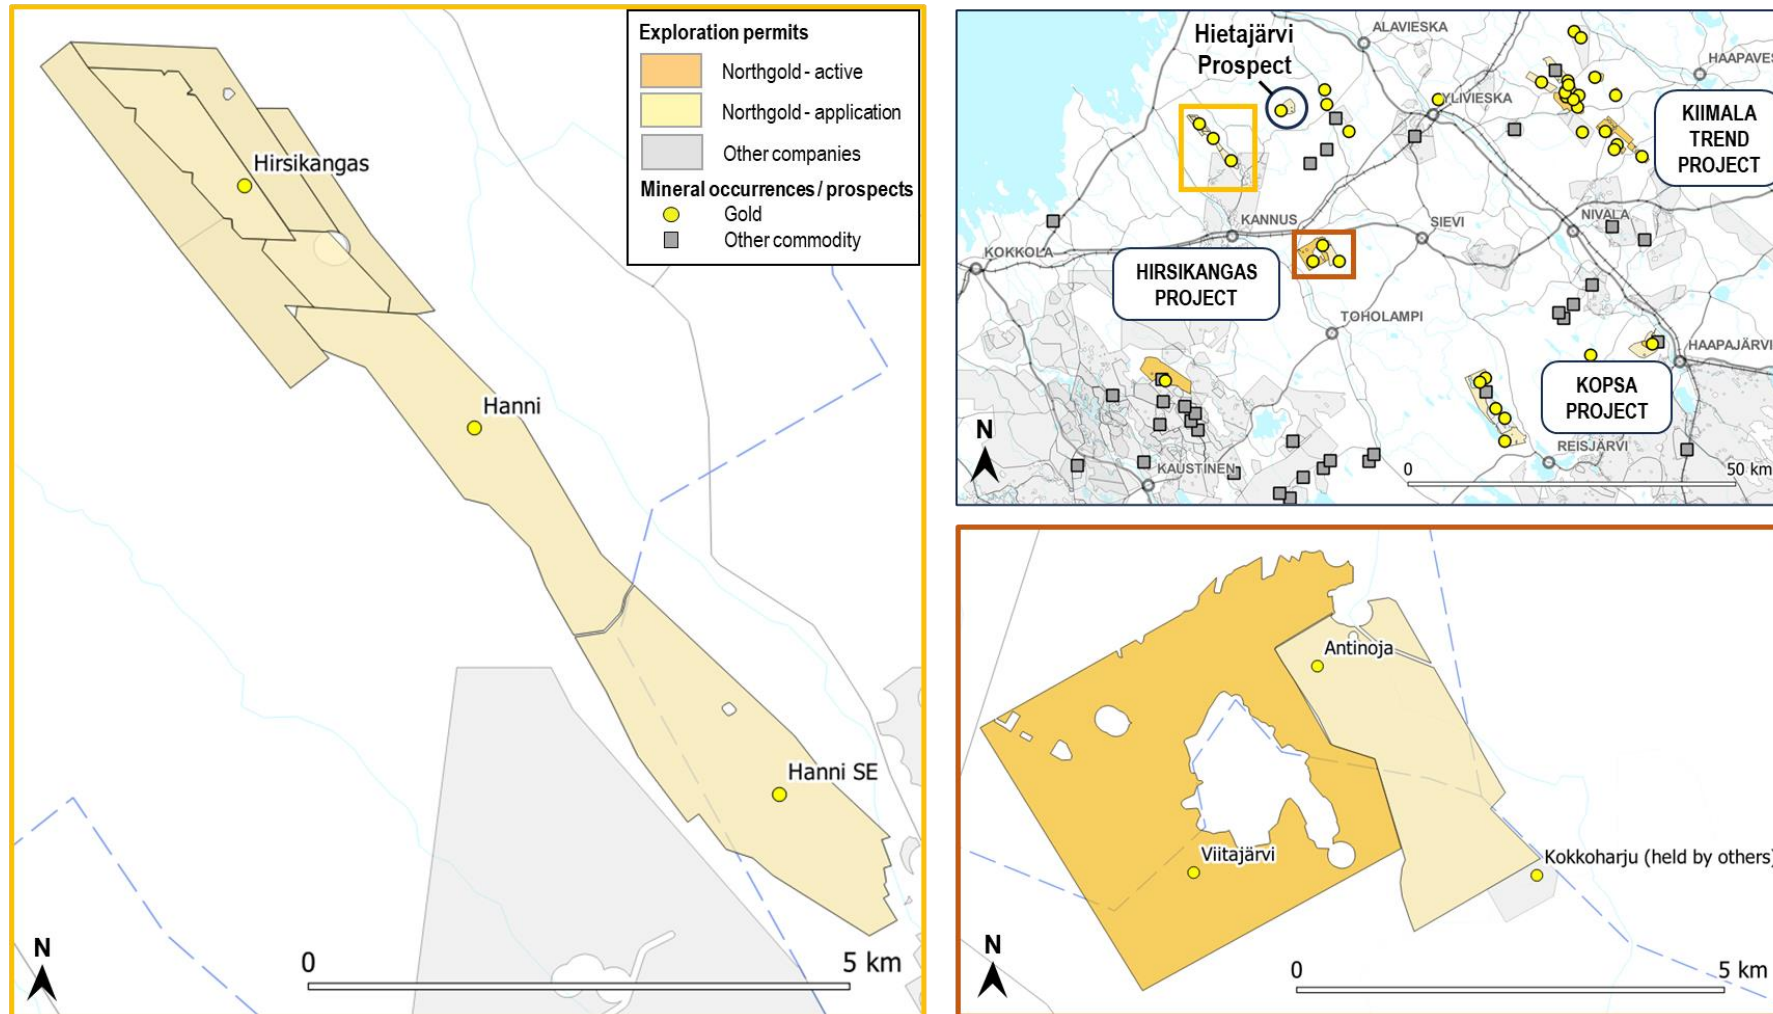 Exploration permits
Northgold - active
Northgold - application
Other companies
Mineral occurrences / prospects
Gold
Other commodity
Hirsikangas
Hanni
Hanni SE
N
0
5 km
Hietajärvi
Prospect
ALAVIESKA
HAAPAVES
YLIVIESKA
KIIMALA
TREND
PROJECT
KANNUS
SIEVI
NIVALA
KOKKOLA
HIRSIKANGAS
PROJECT
TOHOLAMPI
HAAPAJÄRVI
KOPSA
PROJECT
N
REISJÄRVI
KAUSTINEN
0
50 km
Antinoja
Viitajärvi
Kokkoharju (held by others)
N
0
5 km